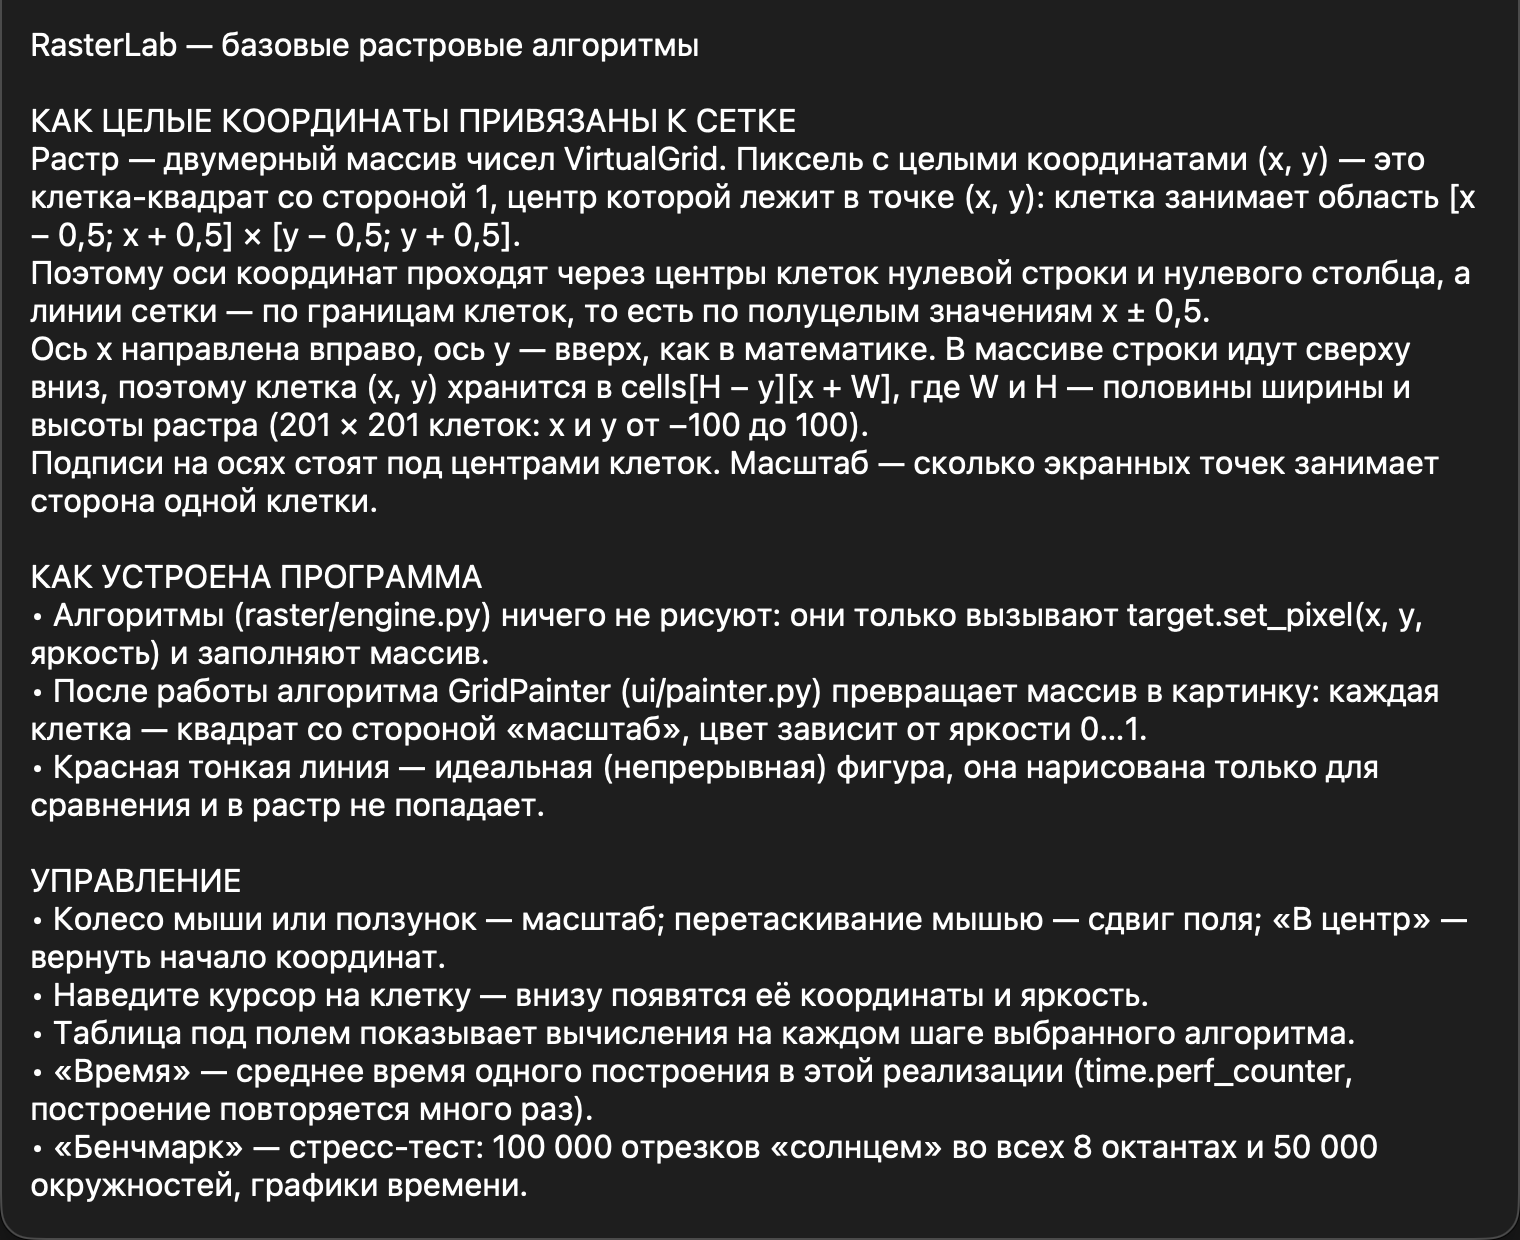 RasterLab — базовые растровые алгоритмы
КАК ЦЕЛЫЕ КООРДИНАТЫ ПРИВЯЗАНЫ К СЕТКЕ
Растр — двумерный массив чисел VirtualGrid. Пиксель с целыми координатами (x, y) — это
клетка-квадрат со стороной 1, центр которой лежит в точке (x, y): клетка занимает область [x
− 0,5; x + 0,5] × [y − 0,5; y + 0,5].
Поэтому оси координат проходят через центры клеток нулевой строки и нулевого столбца, а
линии сетки — по границам клеток, то есть по полуцелым значениям x ± 0,5.
Ось x направлена вправо, ось y — вверх, как в математике. В массиве строки идут сверху
вниз, поэтому клетка (x, y) хранится в cells[H − y][x + W], где W и H — половины ширины и
высоты растра (201 × 201 клеток: x и y от −100 до 100).
Подписи на осях стоят под центрами клеток. Масштаб — сколько экранных точек занимает
сторона одной клетки.
КАК УСТРОЕНА ПРОГРАММА
• Алгоритмы (raster/engine.py) ничего не рисуют: они только вызывают target.set_pixel(x, y,
яркость) и заполняют массив.
• После работы алгоритма GridPainter (ui/painter.py) превращает массив в картинку: каждая
клетка — квадрат со стороной «масштаб», цвет зависит от яркости 0…1.
• Красная тонкая линия — идеальная (непрерывная) фигура, она нарисована только для
сравнения и в растр не попадает.
УПРАВЛЕНИЕ
• Колесо мыши или ползунок — масштаб; перетаскивание мышью — сдвиг поля; «В центр» —
вернуть начало координат.
• Наведите курсор на клетку — внизу появятся её координаты и яркость.
• Таблица под полем показывает вычисления на каждом шаге выбранного алгоритма.
• «Время» — среднее время одного построения в этой реализации (time.perf_counter,
построение повторяется много раз).
• «Бенчмарк» — стресс-тест: 100 000 отрезков «солнцем» во всех 8 октантах и 50 000
окружностей, графики времени.